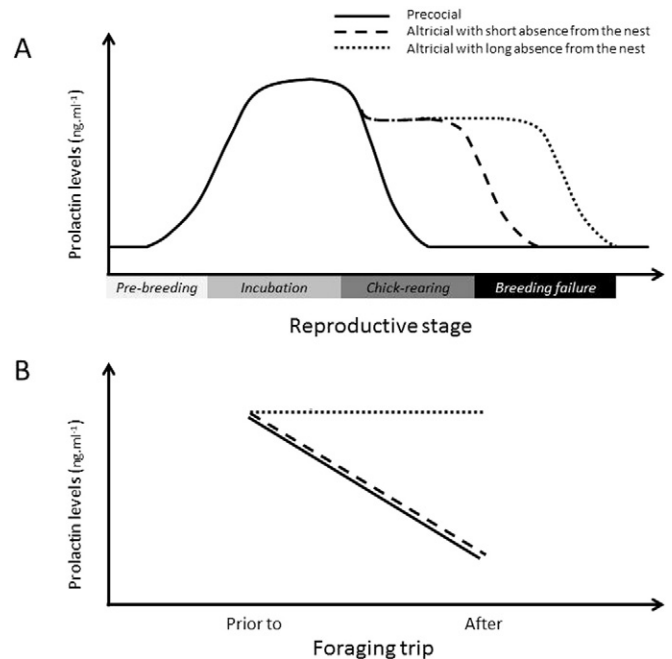 Precocial
Altricial with short absence from the nest
Altricial with long absence from the nest
A
Prolactin levels (ng.ml-¹)
Pre-breeding Incubation Chick-rearing Breeding failure
Reproductive stage
B
Prolactin levels (ng.ml-¹)
Prior to After
Foraging trip